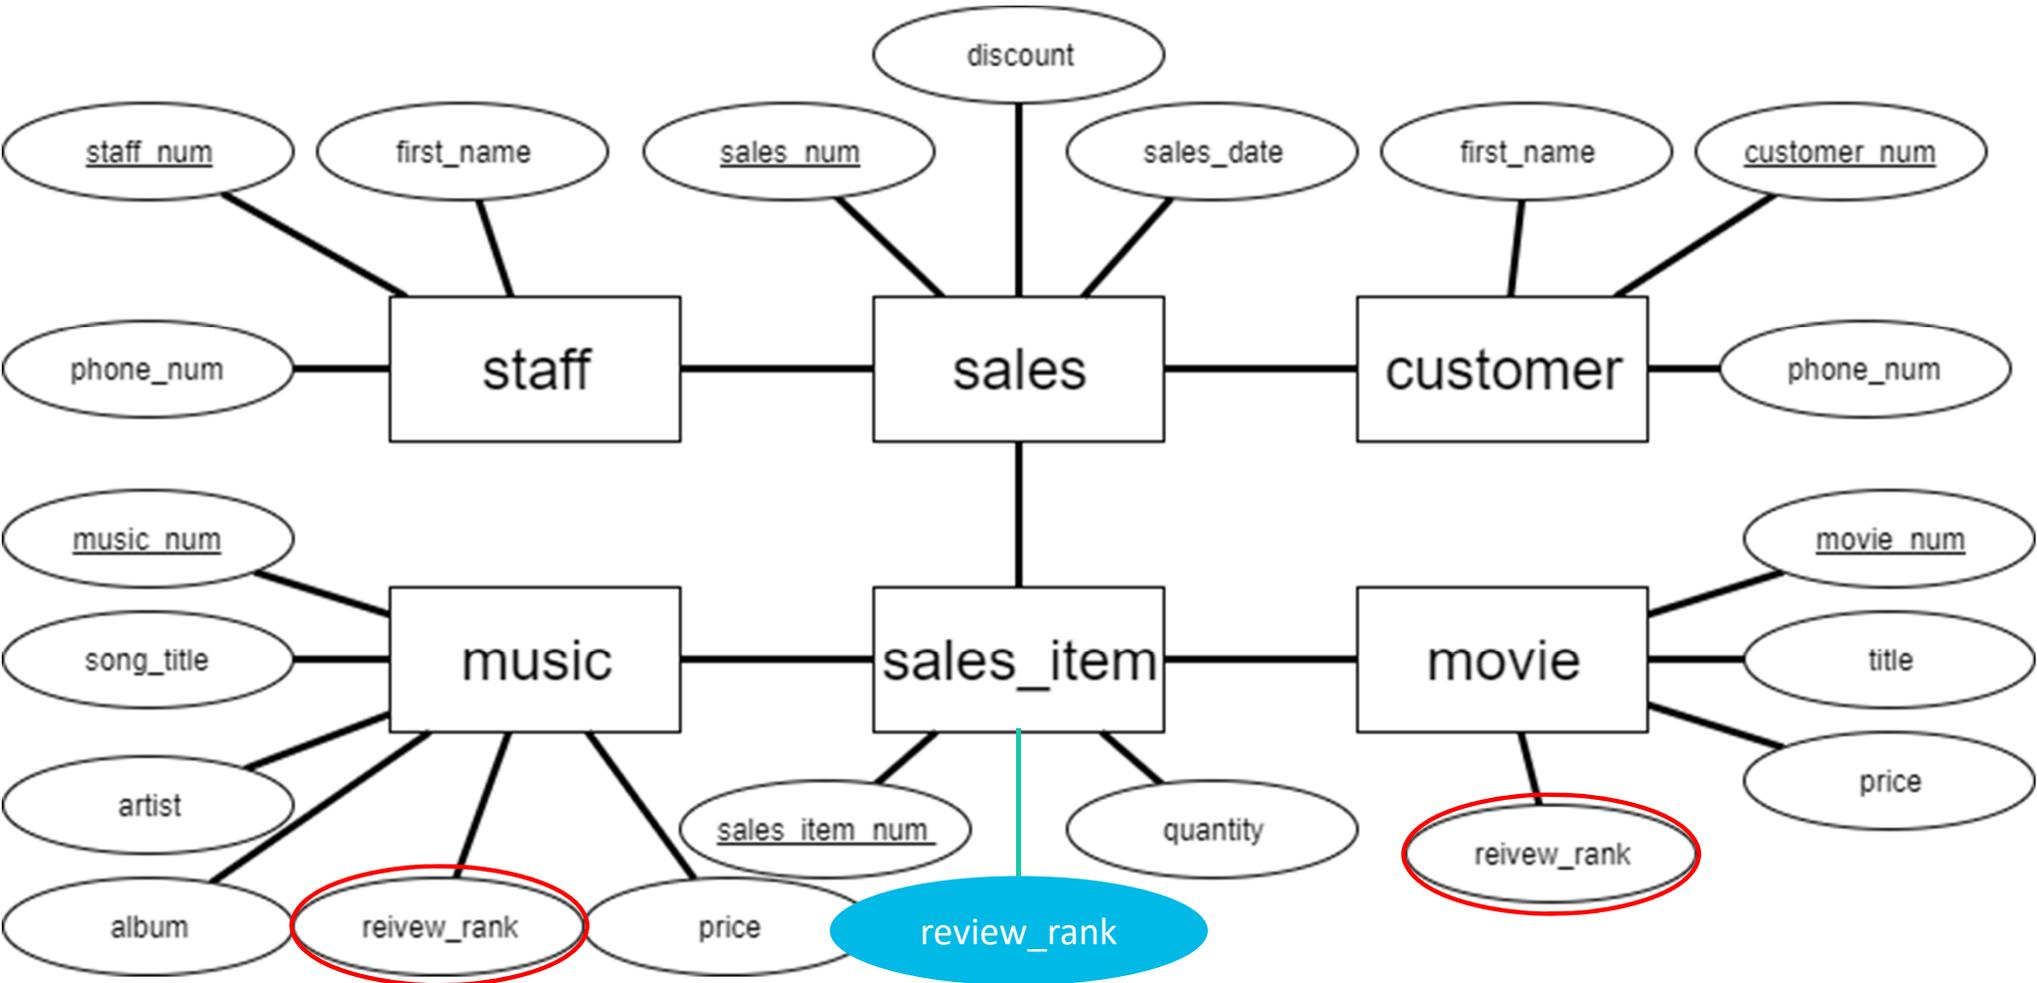 discount
staff_num
first_name
sales_num
sales_date
first_name
customer_num
phone_num
staff
sales
customer
phone_num
music_num
movie_num
song_title
music
sales_item
movie
title
artist
sales_item_num
quantity
reivew_rank
price
album
reivew_rank
price
review_rank